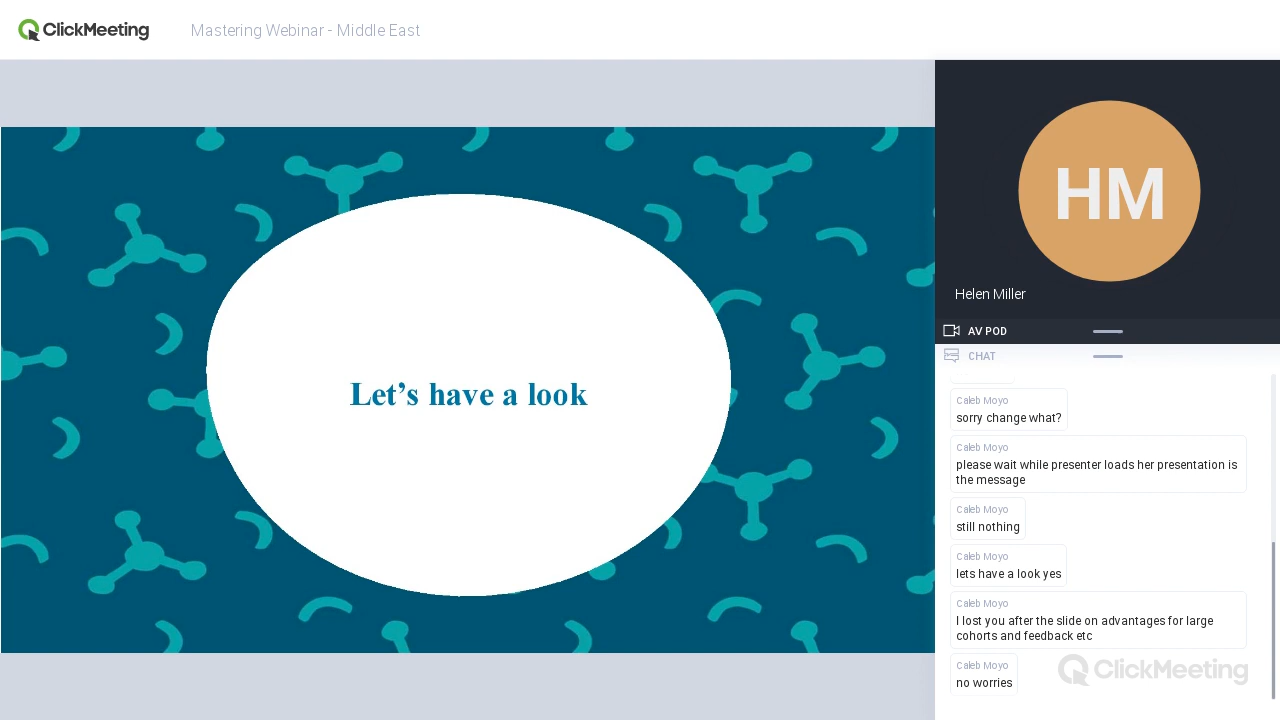 ClickMeeting
Mastering Webinar - Middle East
Let’s have a look
HM
Helen Miller
AV POD
CHAT
Caleb Moyo
sorry change what?
Caleb Moyo
please wait while presenter loads her presentation is
the message
Caleb Moyo
still nothing
Caleb Moyo
lets have a look yes
Caleb Moyo
I lost you after the slide on advantages for large
cohorts and feedback etc
Caleb Moyo
no worries
ClickMeeting